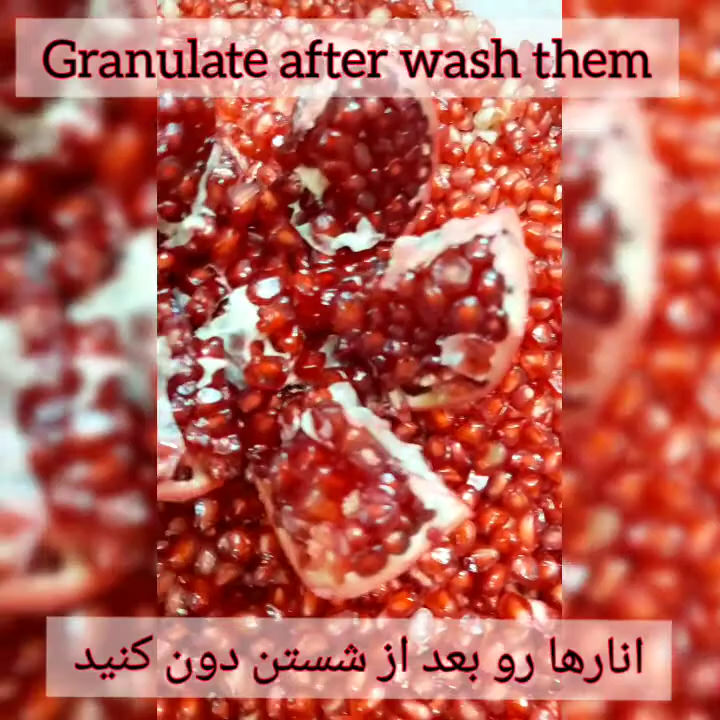 Granulate after wash them
انارها رو بعد از شستن دون کنید